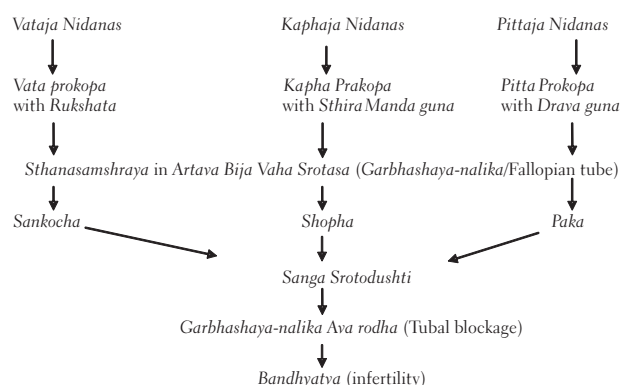 Vataja Nidanas Kaphaja Nidanas Pittaja Nidanas
Vata prokopa Kapha Prakopa Pitta Prokopa
with Rukshata with Sthira Manda guna with Drava guna
Sthanasamshraya in Artava Bija Vaha Srotasa (Garbhashaya-nalika/Fallopian tube)
Sankocha Shopha Paka
Sanga Srotodushti
Garbhashaya-nalika Ava rodha (Tubal blockage)
Bandhyatva (infertility)